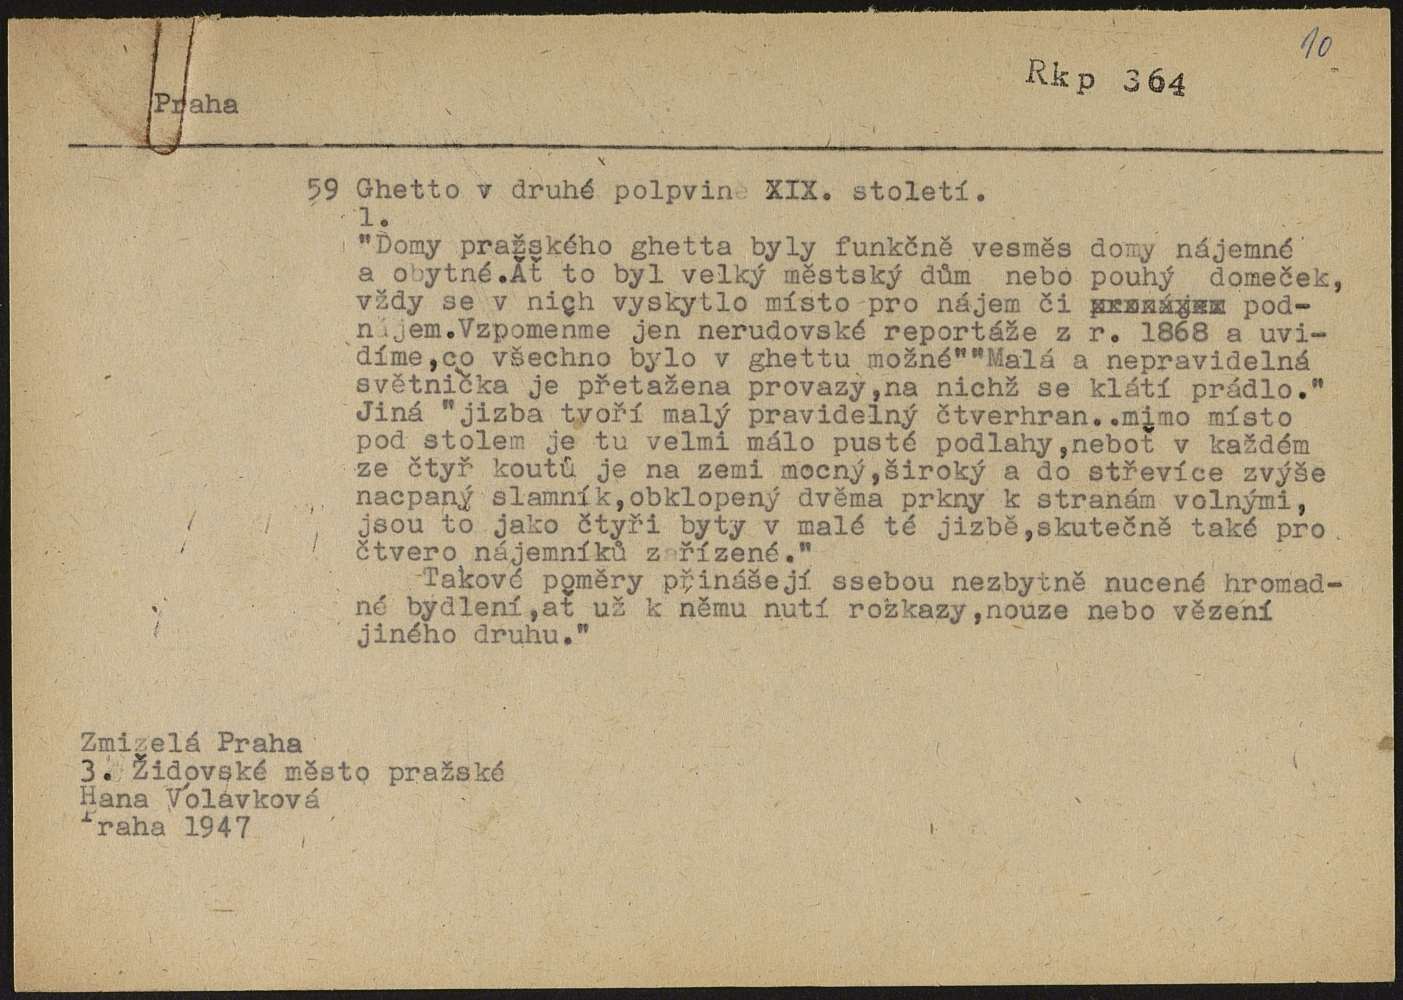 10
Rkp 364
Praha
59 Ghetto v druhé polpvině XIX. století.
1.
"Domy pražského ghetta byly funkčně vesměs domy nájemné
a obytné.Ať to byl velký městský dům nebo pouhý domeček,
vždy se v nich vyskytlo místo pro nájem či pod-
nájem.Vzpomenme jen nerudovské reportáže z r. 1868 a uvi-
díme,co všechno bylo v ghettu možné""Malá a nepravidelná
světnička je přetažena provazy,na nichž se klátí prádlo."
Jiná "jizba tvoří malý pravidelný čtverhran..mimo místo
pod stolem je tu velmi málo pusté podlahy,neboť v každém
ze čtyř koutů je na zemi mocný,široký a do střevíce zvýše
nacpaný slamník,obklopený dvěma prkny k stranám volnými,
jsou to jako čtyři byty v malé té jizbě,skutečně také pro
čtvero nájemníků zařízené."
Takové poměry přinášejí ssebou nezbytně nucené hromad-
né bydlení,ať už k němu nutí rozkazy,nouze nebo vězení
jiného druhu."
Zmizelá Praha
3. Židovské město pražské
Hana Volavková
Praha 1947